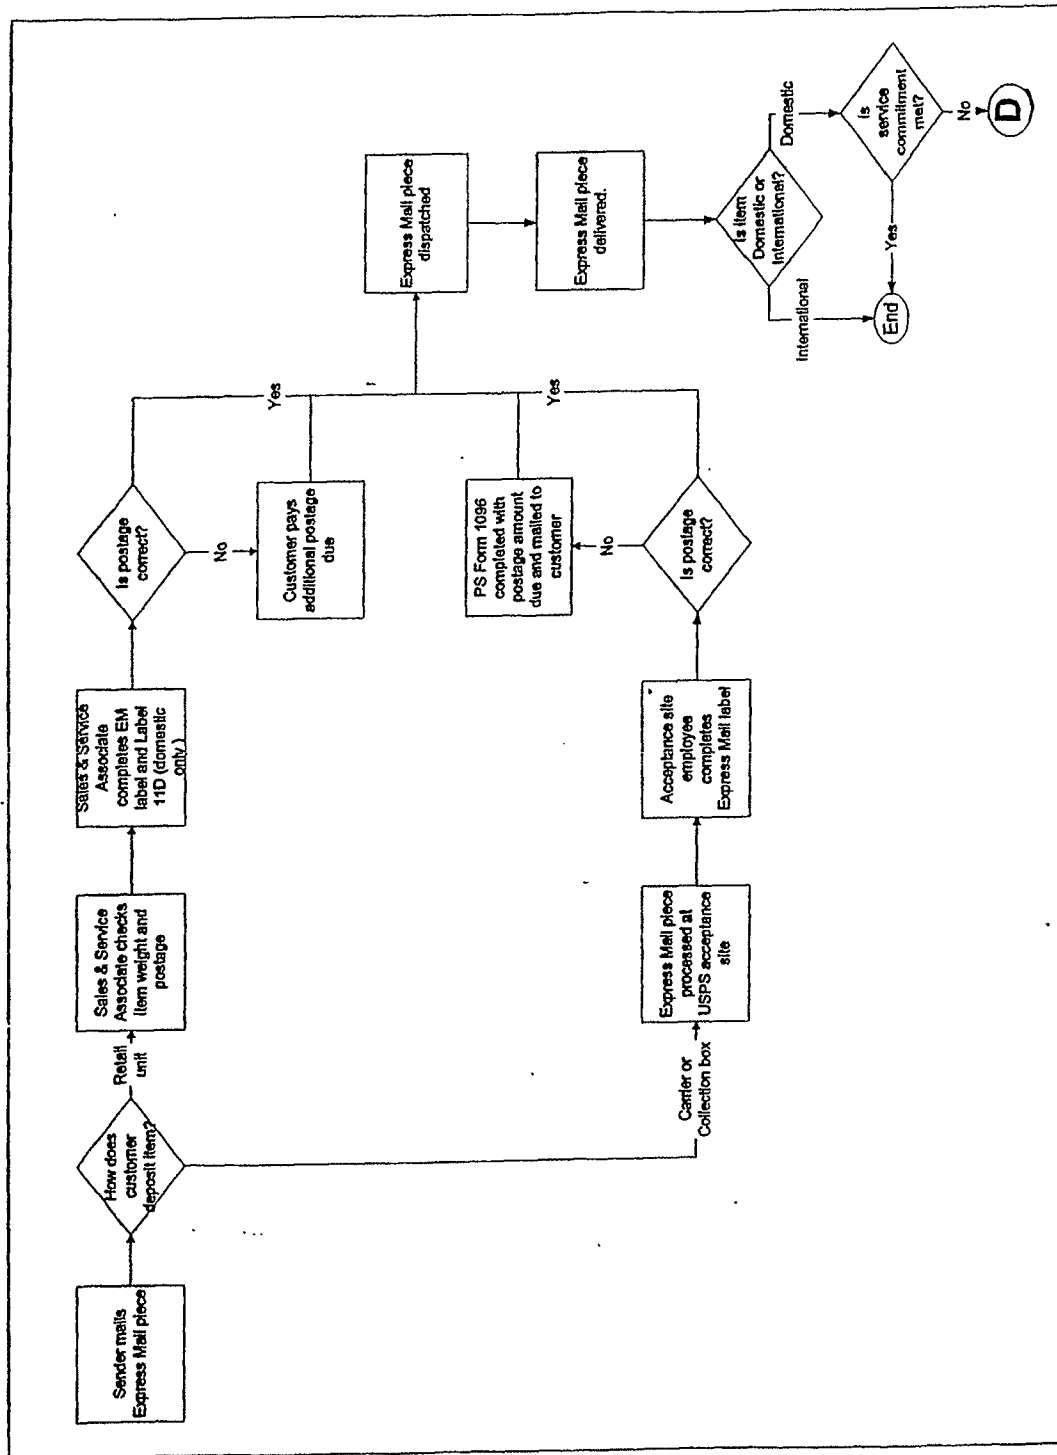 Sender mails
Express Mail piece
How does
customer
deposit item?
Retail
unit
Sales & Service
Associate checks
item weight and
postage
Sales & Service
Associate
completes EM
label and Label
11D (domestic
only )
Is postage
correct?
No
Customer pays
additional postage
due
Yes
Carrier or
Collection box
Express Mail piece
processed at
USPS acceptance
site
Acceptance site
employee
completes
Express Mail label
Is postage
correct?
No
PS Form 1096
completed with
postage amount
due and mailed to
customer
Yes
Express Mail piece
dispatched
Express Mail piece
delivered.
Is item
Domestic or
International?
International
Domestic
End
Yes
Is
service
commitment
met?
No
D